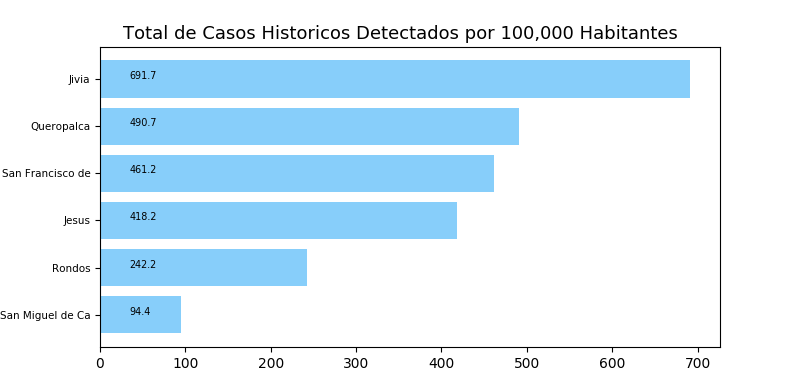 Total de Casos Historicos Detectados por 100,000 Habitantes
Jivia 691.7
Queropalca 490.7
San Francisco de 461.2
Jesus 418.2
Rondos 242.2
San Miguel de Ca 94.4
0 100 200 300 400 500 600 700